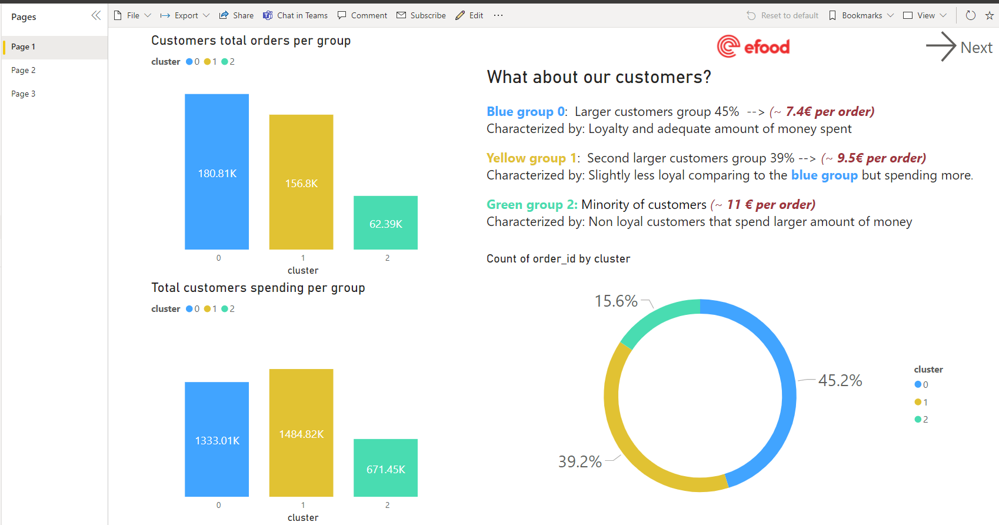 Pages
Page 1
Page 2
Page 3
File Export Share Chat in Teams Comment Subscribe Edit ... Reset to default Bookmarks View
Customers total orders per group
cluster 0 1 2
180.81K
156.8K
62.39K
0 1 2
cluster
Total customers spending per group
cluster 0 1 2
1333.01K
1484.82K
671.45K
0 1 2
cluster
efood
Next
What about our customers?
Blue group 0: Larger customers group 45% --> (~ 7.4€ per order)
Characterized by: Loyalty and adequate amount of money spent
Yellow group 1: Second larger customers group 39% --> (~ 9.5€ per order)
Characterized by: Slightly less loyal comparing to the blue group but spending more.
Green group 2: Minority of customers (~ 11 € per order)
Characterized by: Non loyal customers that spend larger amount of money
Count of order_id by cluster
15.6%
45.2%
39.2%
cluster
0
1
2